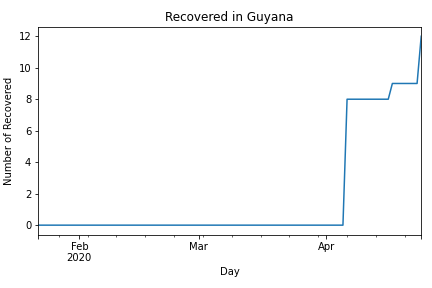 Recovered in Guyana
Number of Recovered
12
10
8
6
4
2
0
Feb
2020
Mar
Apr
Day